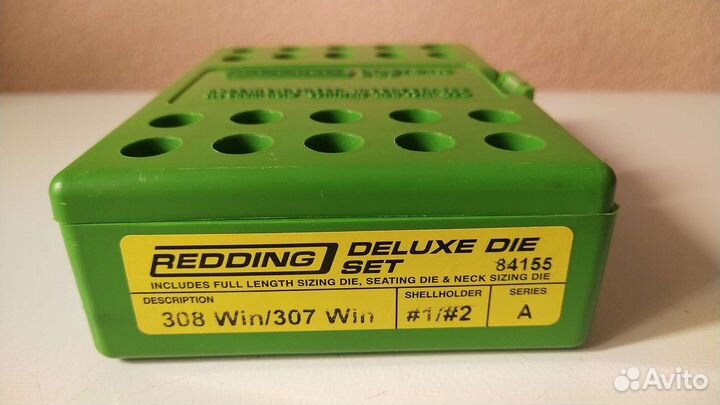 REDDING
REDDING DELUXE DIE
SET 84155
INCLUDES FULL LENGTH SIZING DIE, SEATING DIE & NECK SIZING DIE
DESCRIPTION SHELLHOLDER SERIES
308 Win/307 Win #1/#2 A
Avito